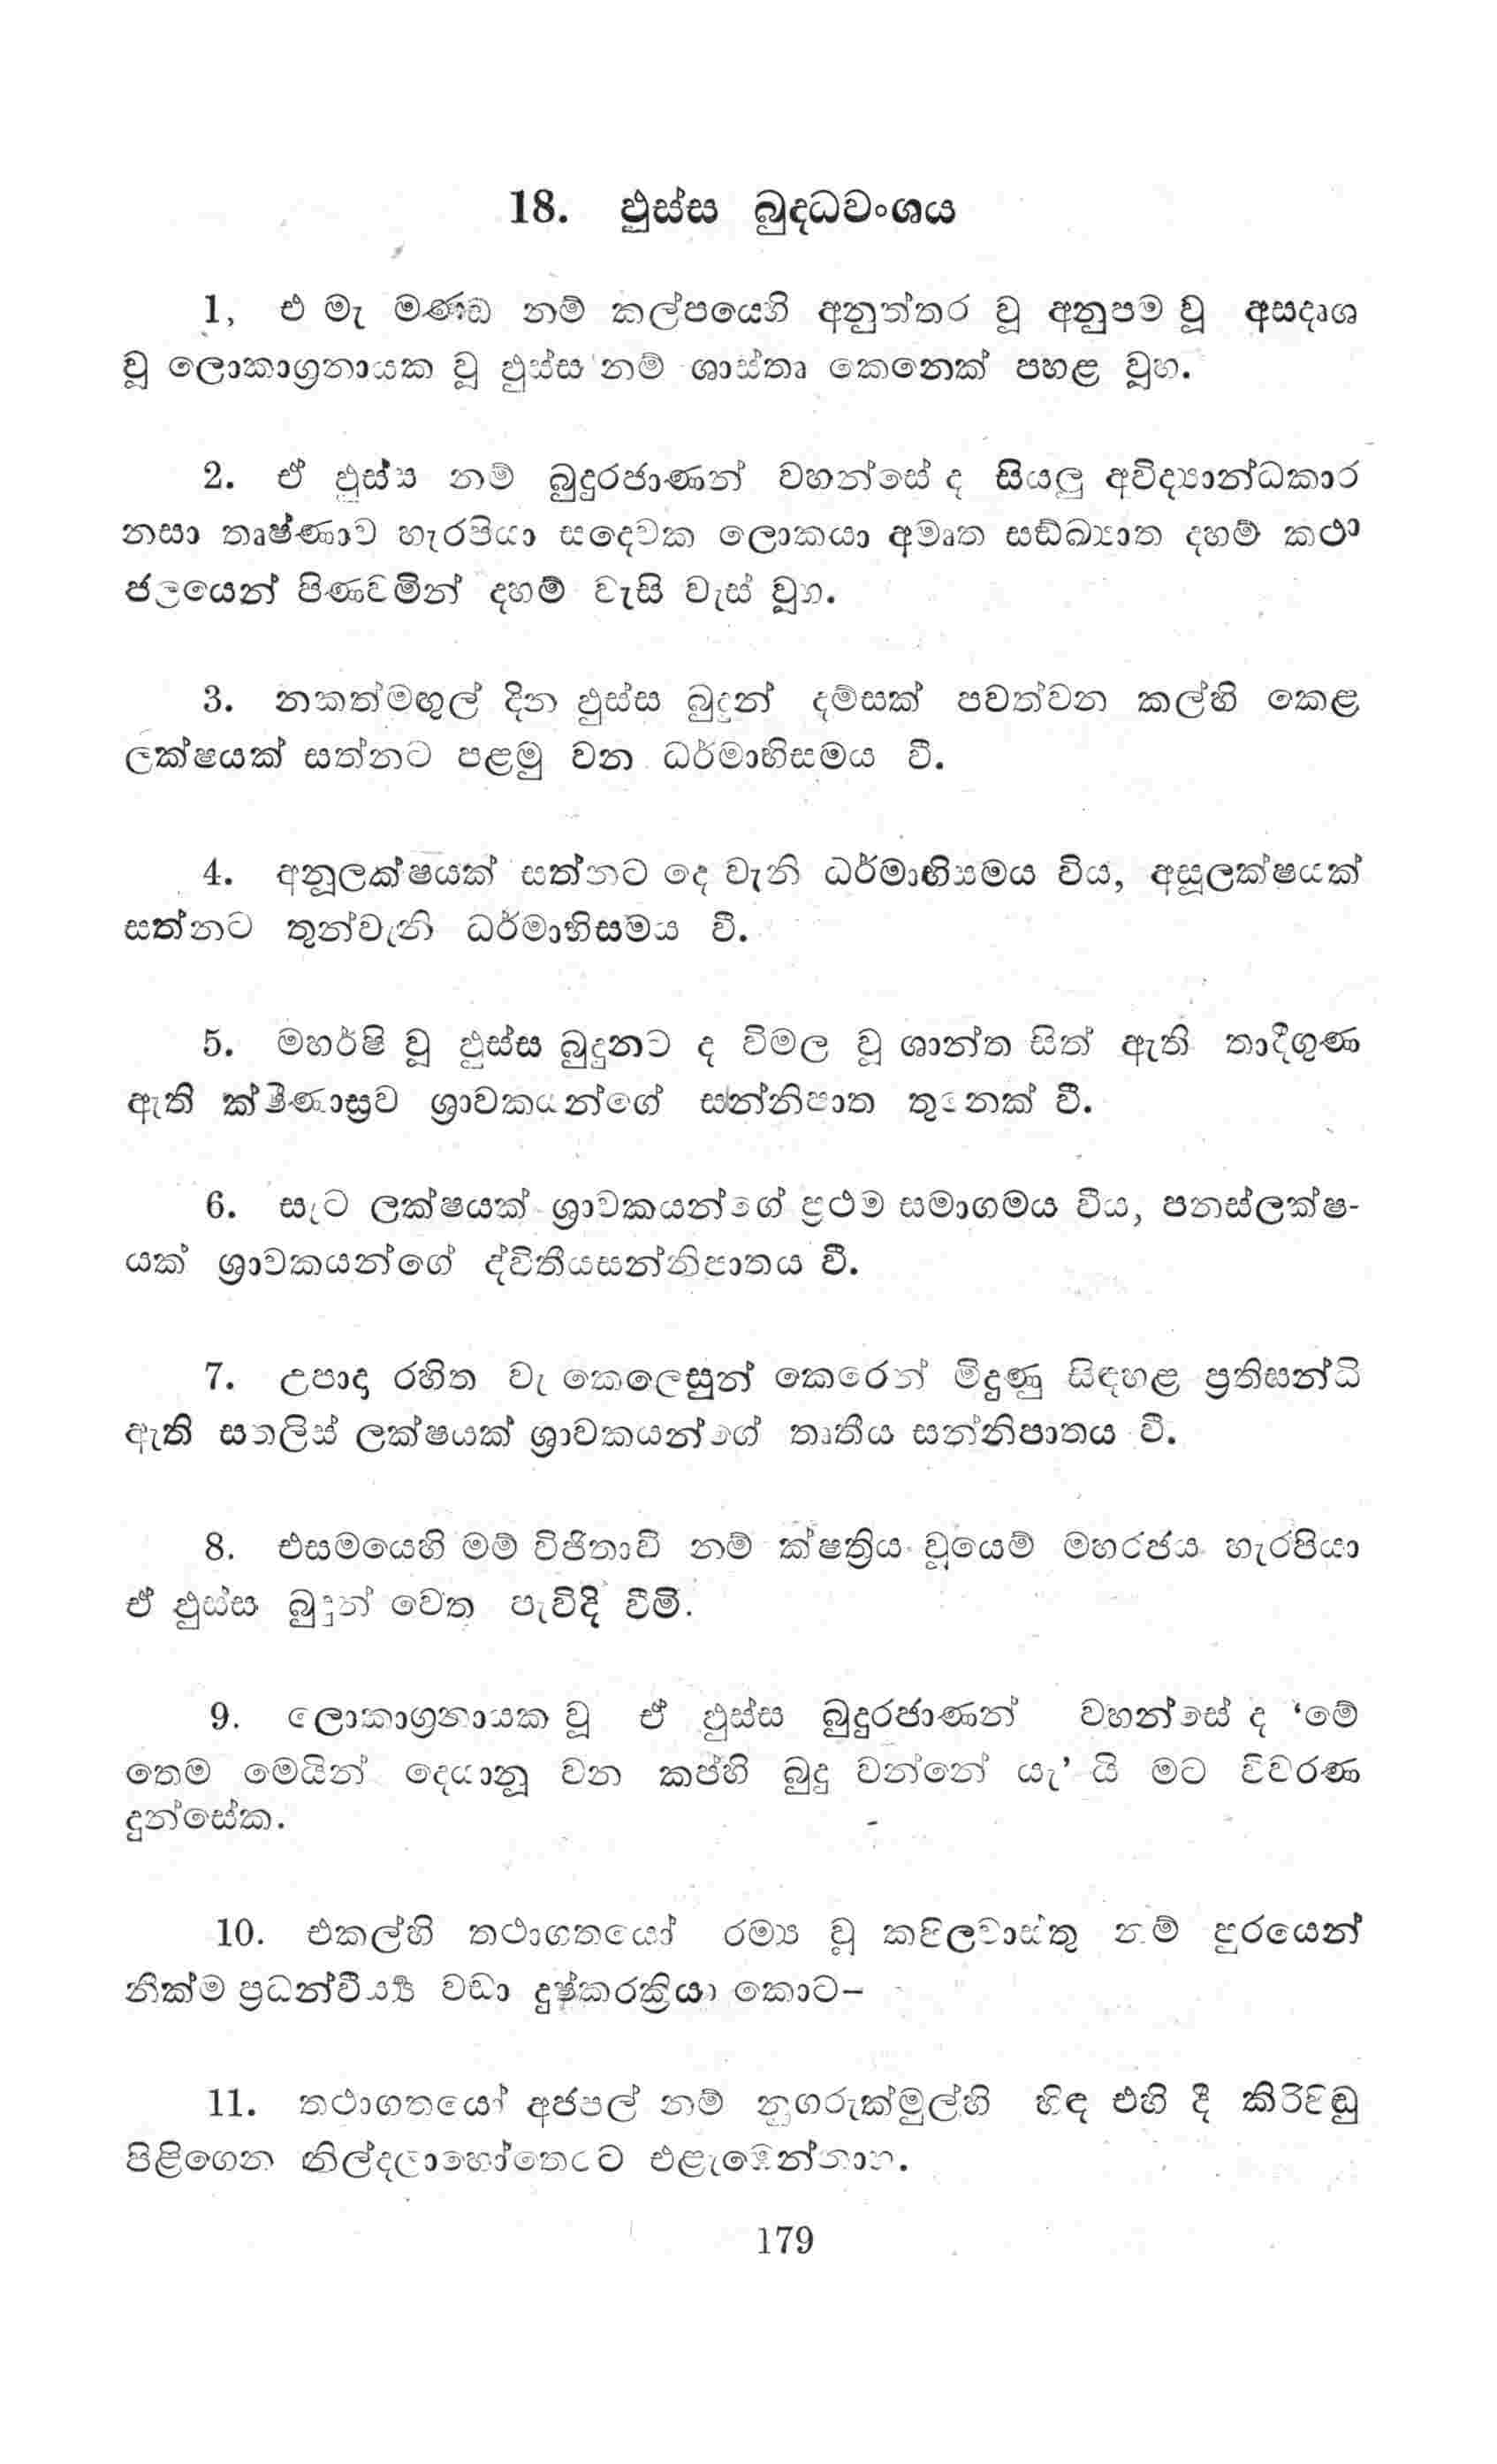 18. ඵුස්ස බුද්ධවංශය
1, එ මැ මණ්ඩ නම් කල්පයෙහි අනුත්තර වූ අනුපම වූ අසදෘශ
වූ ලොකාග්‍රනායක වූ ඵුස්ස නම් ශාස්තෘ කෙනෙක් පහළ වූහ.
2. ඒ ඵුස්ස නම් බුදුරජාණන් වහන්සේ ද සියලු අවිද්‍යාන්ධකාර
නසා තෘෂ්ණාව හැරපියා සදෙවක ලොකයා අමෘත සඞ්ඛ්‍යාත දහම් කථා
ජලයෙන් පිණවමින් දහම් වැසි වැස් වූහ.
3. නකත්මඟුල් දින ඵුස්ස බුදුන් දම්සක් පවත්වන කල්හි කෙළ
ලක්ෂයක් සත්නට පළමු වන ධර්මාභිසමය වී.
4. අනූලක්ෂයක් සත්නට දෙ වැනි ධර්මාභිසමය විය, අසූලක්ෂයක්
සත්නට තුන්වැනි ධර්මාභිසමය වී.
5. මහර්ෂි වූ ඵුස්ස බුදුනට ද විමල වූ ශාන්ත සිත් ඇති තාදීගුණ
ඇති ක්ෂීණාස්‍රව ශ්‍රාවකයන්ගේ සන්නිපාත තුනෙක් වී.
6. සැට ලක්ෂයක් ශ්‍රාවකයන්ගේ ප්‍රථම සමාගමය විය, පනස්ලක්ෂ-
යක් ශ්‍රාවකයන්ගේ ද්විතීයසන්නිපාතය වී.
7. උපාදා රහිත වැ කෙලෙසුන් කෙරෙන් මිදුණු සිඳහළ ප්‍රතිසන්ධි
ඇති සතලිස් ලක්ෂයක් ශ්‍රාවකයන්ගේ තෘතීය සන්නිපාතය වී.
8. එසමයෙහි මම් විජිතාවි නම් ක්ෂත්‍රිය වූයෙම් මහරජය හැරපියා
ඒ ඵුස්ස බුදුන් වෙත පැවිදි වීමි.
9. ලොකාග්‍රනායක වූ ඒ ඵුස්ස බුදුරජාණන් වහන්සේ ද ‘මේ
තෙම මෙයින් දෙයානූ වන කප්හි බුදු වන්නේ යැ’ යි මට විවරණ
දුන්සේක.
10. එකල්හි තථාගතයෝ රම්‍ය වූ කපිලවාස්තු නම් පුරයෙන්
නික්ම ප්‍රධන්වීර්‍ය්‍ය වඩා දුෂ්කරක්‍රියා කොට-
11. තථාගතයෝ අජපල් නම් නුගරුක්මුල්හි හිඳ එහි දී කිරිපිඬු
පිළිගෙන නිල්දලාහෝතෙරට එළැඹෙන්නාහ.
179